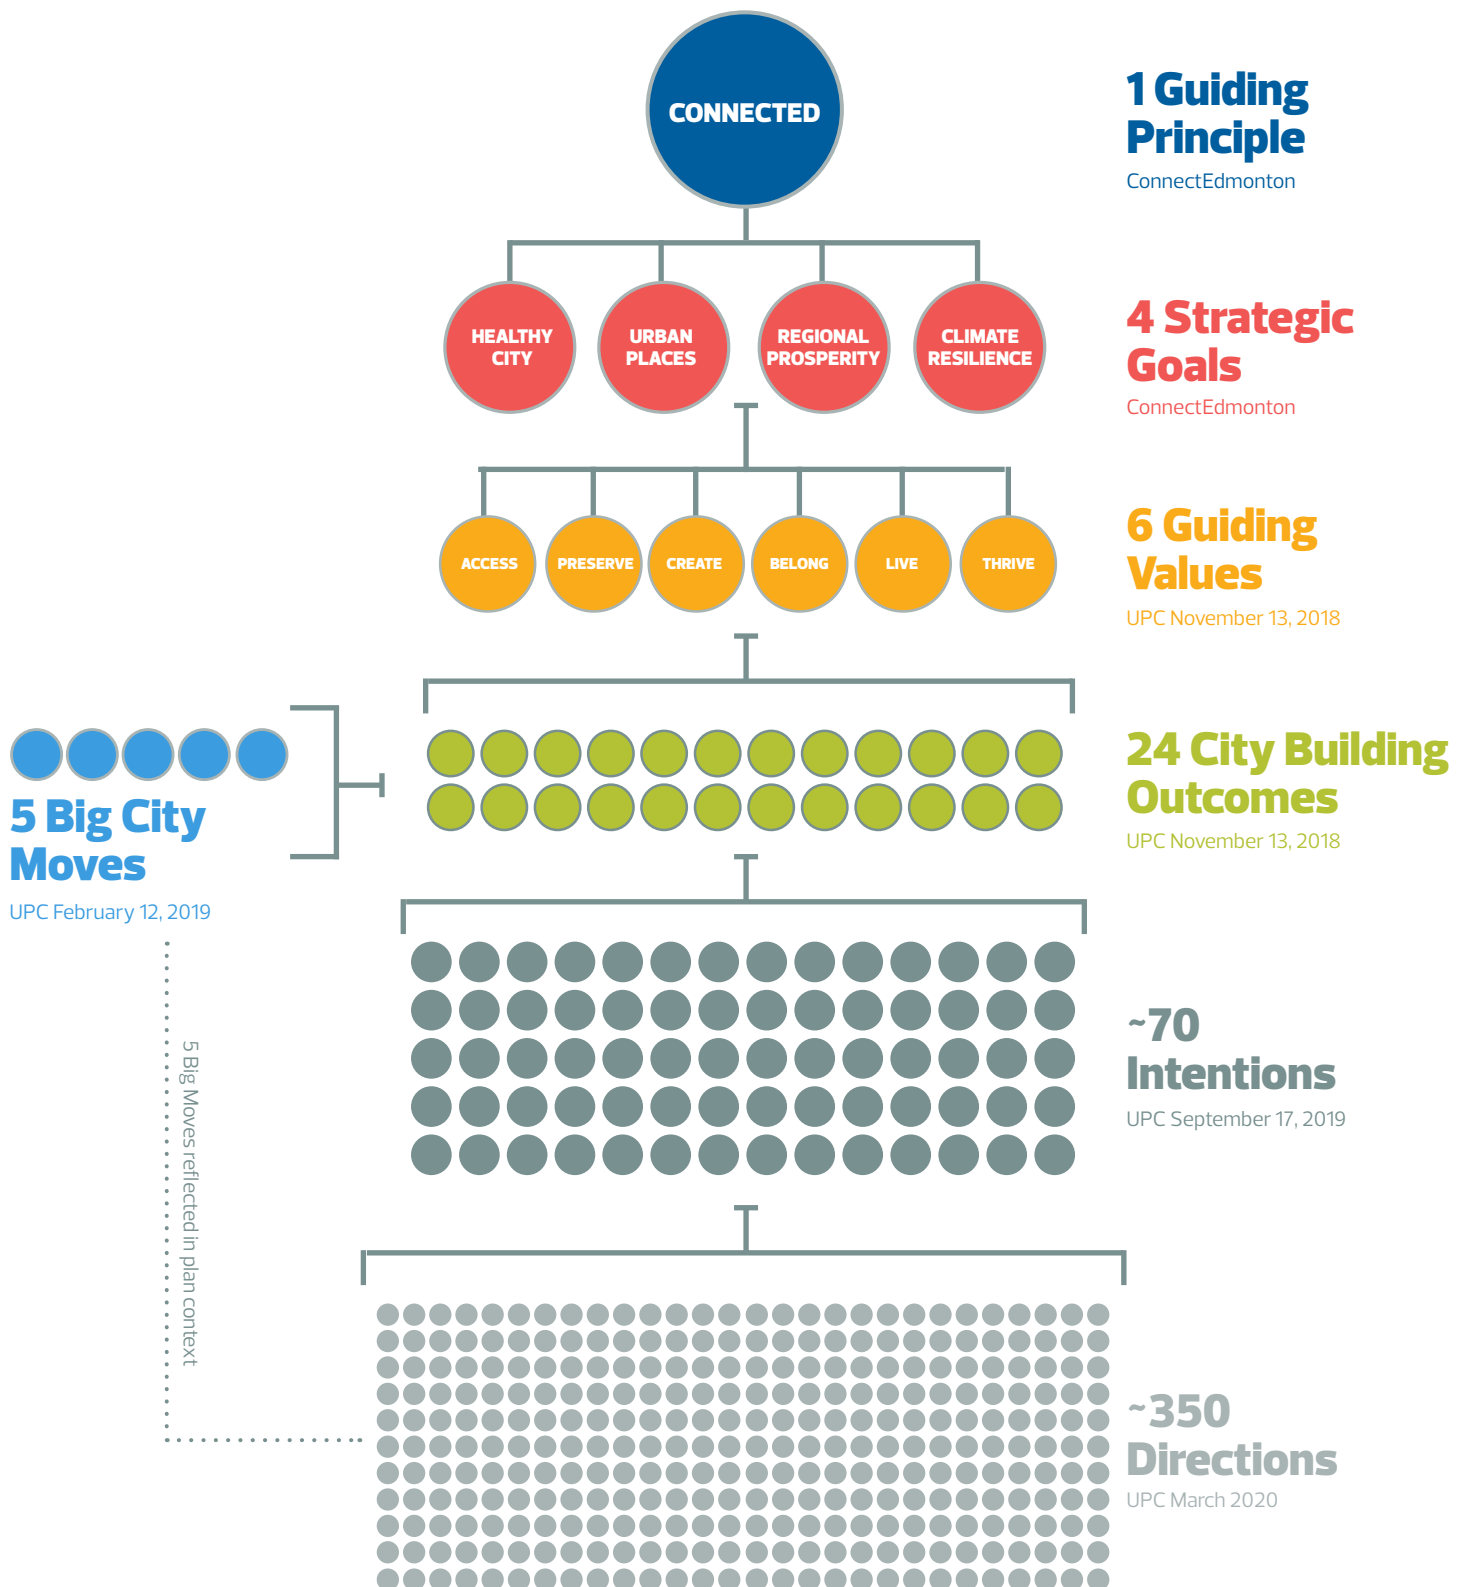 CONNECTED
1 Guiding
Principle
ConnectEdmonton
HEALTHY
CITY
URBAN
PLACES
REGIONAL
PROSPERITY
CLIMATE
RESILIENCE
4 Strategic
Goals
ConnectEdmonton
ACCESS
PRESERVE
CREATE
BELONG
LIVE
THRIVE
6 Guiding
Values
UPC November 13, 2018
5 Big City
Moves
UPC February 12, 2019
24 City Building
Outcomes
UPC November 13, 2018
5 Big Moves reflected in plan context
~70
Intentions
UPC September 17, 2019
~350
Directions
UPC March 2020